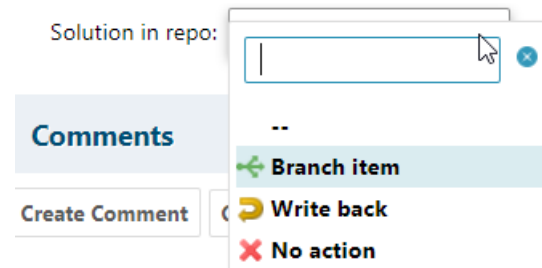 Solution in repo:
--
Comments
Branch item
Create Comment
Write back
No action